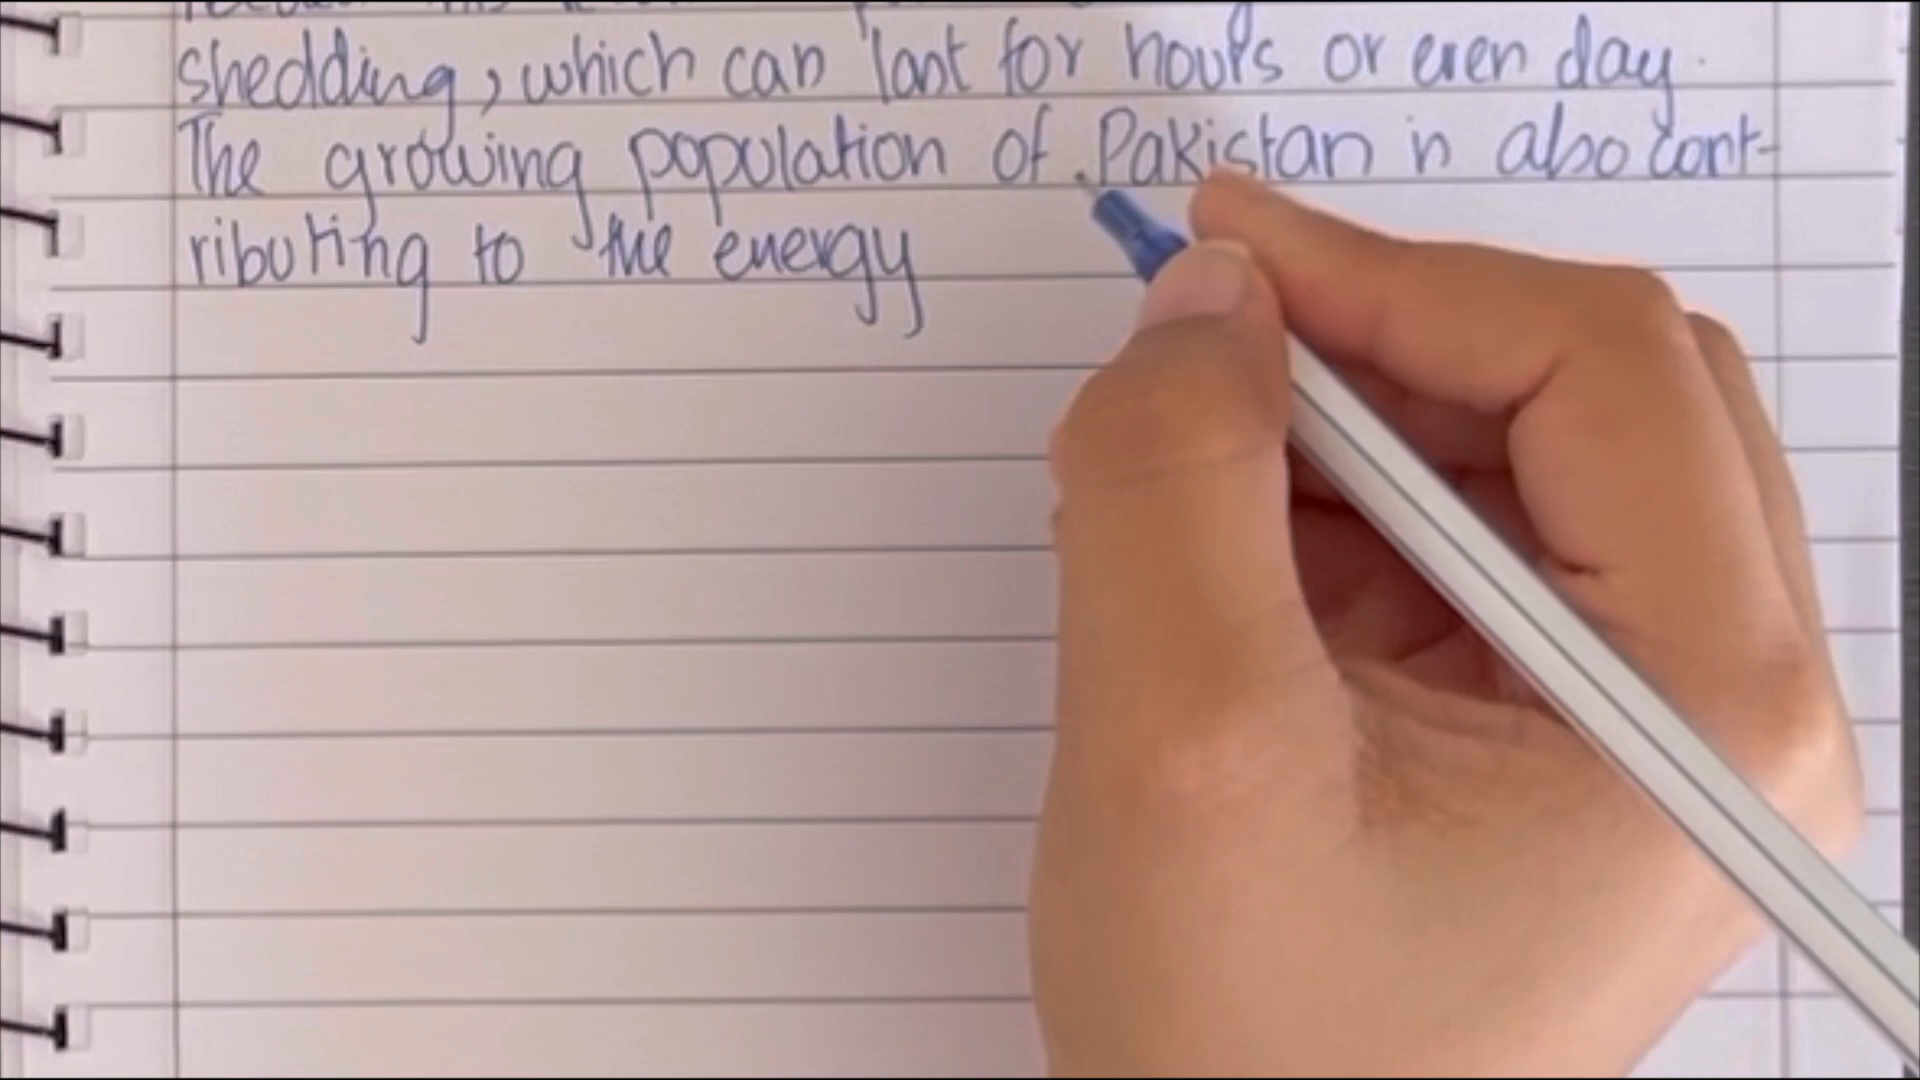 shedding, which can last for hours or even day.
The growing population of Pakistan is also cont-
ributing to the energy